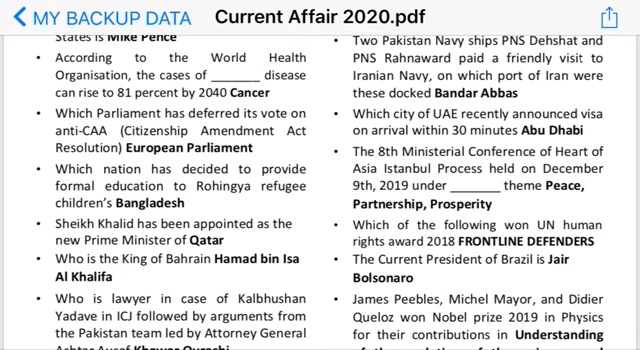 MY BACKUP DATA
Current Affair 2020.pdf
States is Mike Pence
• According to the World Health
Organisation, the cases of _______ disease
can rise to 81 percent by 2040 Cancer
• Which Parliament has deferred its vote on
anti-CAA (Citizenship Amendment Act
Resolution) European Parliament
• Which nation has decided to provide
formal education to Rohingya refugee
children's Bangladesh
• Sheikh Khalid has been appointed as the
new Prime Minister of Qatar
• Who is the King of Bahrain Hamad bin Isa
Al Khalifa
• Who is lawyer in case of Kalbhushan
Yadave in ICJ followed by arguments from
the Pakistan team led by Attorney General
• Two Pakistan Navy ships PNS Dehshat and
PNS Rahnaward paid a friendly visit to
Iranian Navy, on which port of Iran were
these docked Bandar Abbas
• Which city of UAE recently announced visa
on arrival within 30 minutes Abu Dhabi
• The 8th Ministerial Conference of Heart of
Asia Istanbul Process held on December
9th, 2019 under ________ theme Peace,
Partnership, Prosperity
• Which of the following won UN human
rights award 2018 FRONTLINE DEFENDERS
• The Current President of Brazil is Jair
Bolsonaro
• James Peebles, Michel Mayor, and Didier
Queloz won Nobel prize 2019 in Physics
for their contributions in Understanding